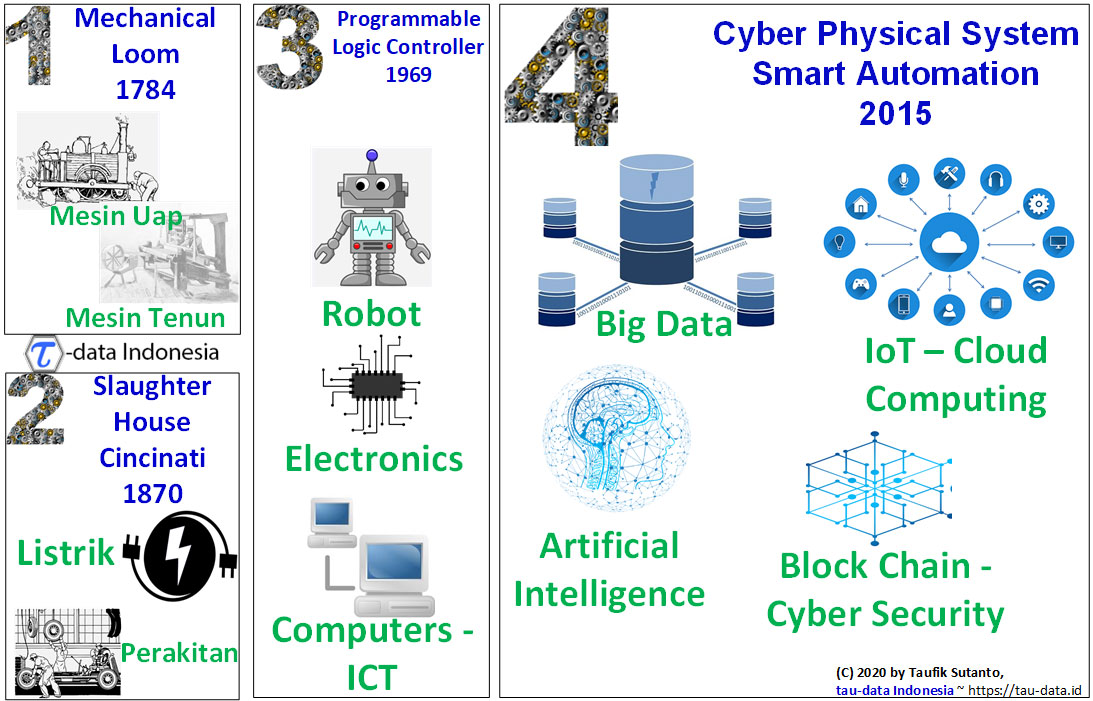 1
Mechanical
Loom
1784
Mesin Uap
Mesin Tenun
τ-data Indonesia
2
Slaughter
House
Cincinati
1870
Listrik
Perakitan
3
Programmable
Logic Controller
1969
Robot
Electronics
Computers -
ICT
4
Cyber Physical System
Smart Automation
2015
Big Data
IoT – Cloud
Computing
Artificial
Intelligence
Block Chain -
Cyber Security
(C) 2020 by Taufik Sutanto,
tau-data Indonesia ~ https://tau-data.id